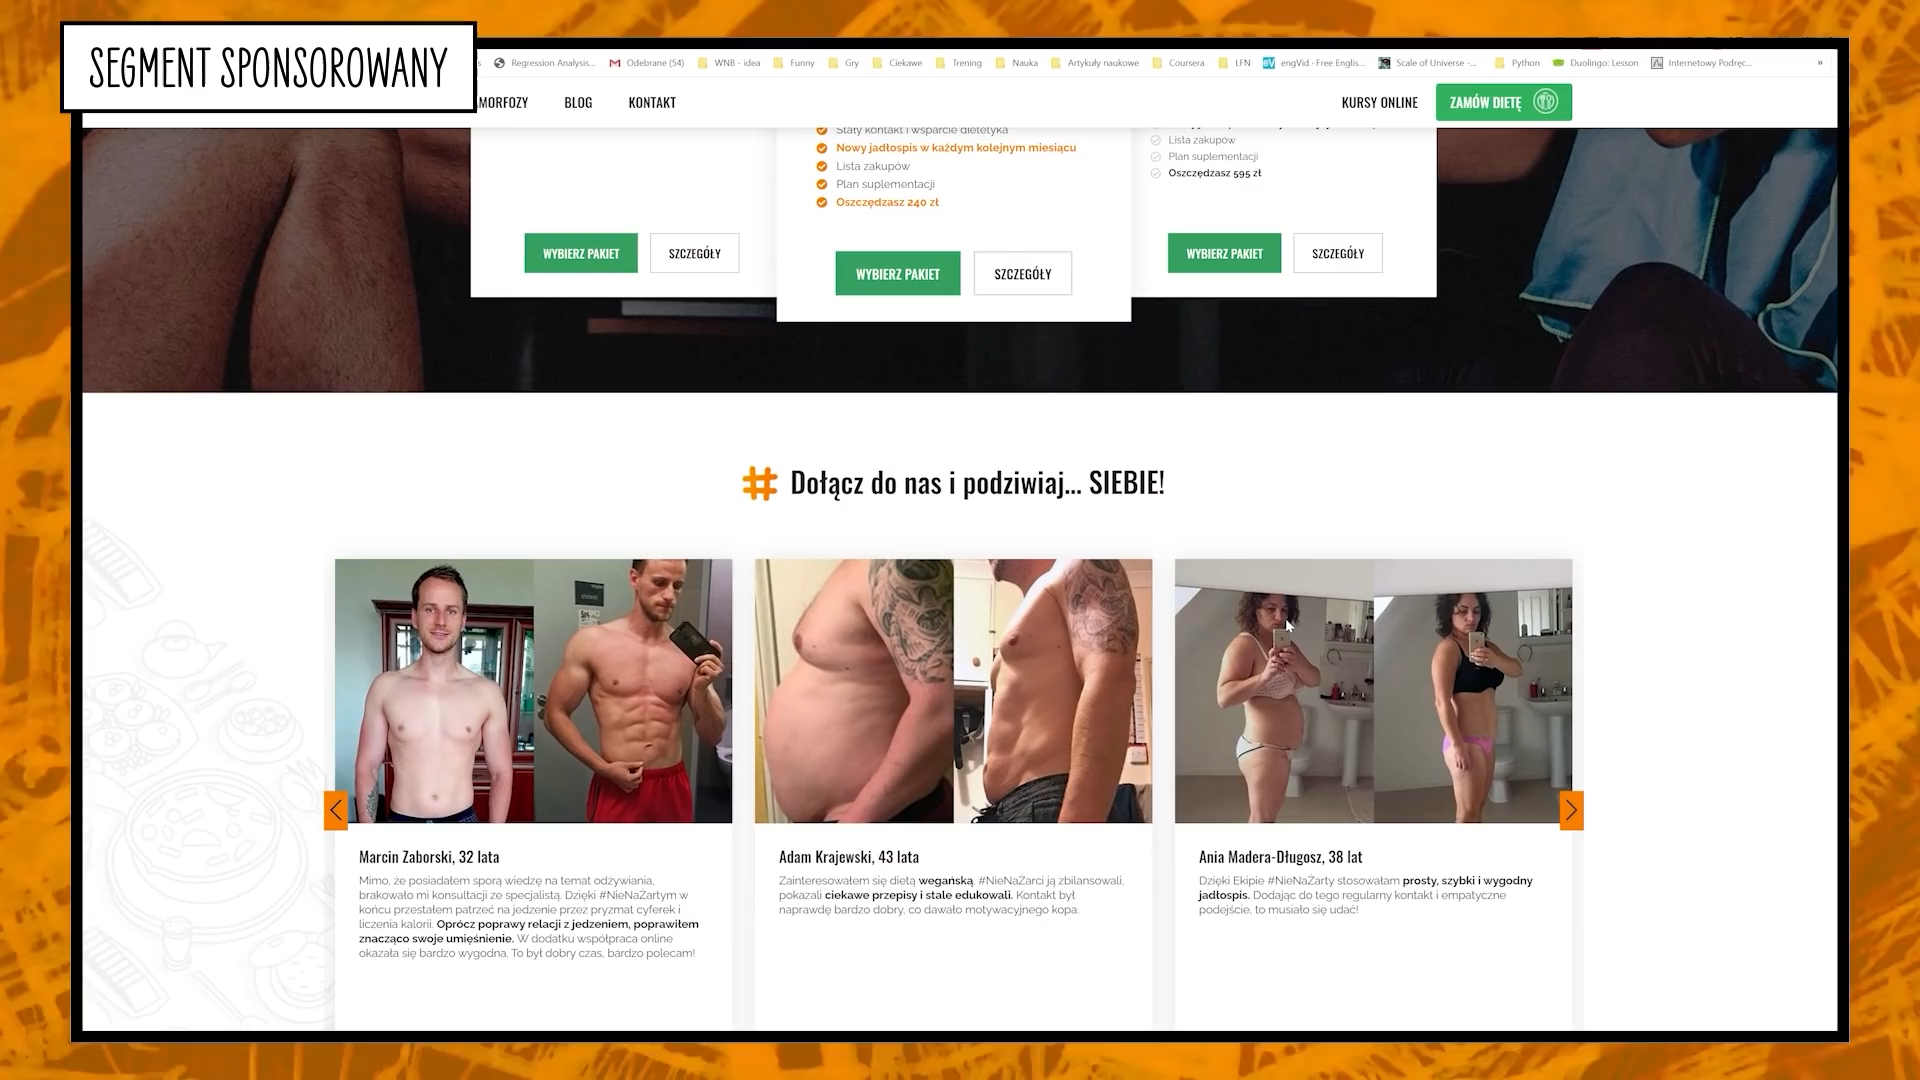 SEGMENT SPONSOROWANY
Regression Analysis...
Odebrane (54)
WNB - idea
Funny
Gry
Ciekawe
Trening
Nauka
Artykuły naukowe
Coursera
LFN
engVid - Free Englis...
Scale of Universe -...
Python
Duolingo: Lesson
Internetowy Podręc...
»
AMORFOZY
BLOG
KONTAKT
KURSY ONLINE
ZAMÓW DIETĘ
Stały kontakt i wsparcie dietetyka
Nowy jadłospis w każdym kolejnym miesiącu
Lista zakupów
Plan suplementacji
Oszczędzasz 240 zł
Lista zakupów
Plan suplementacji
Oszczędzasz 595 zł
WYBIERZ PAKIET
SZCZEGÓŁY
WYBIERZ PAKIET
SZCZEGÓŁY
WYBIERZ PAKIET
SZCZEGÓŁY
# Dołącz do nas i podziwiaj... SIEBIE!
Marcin Zaborski, 32 lata
Mimo, że posiadałem sporą wiedzę na temat odżywiania,
brakowało mi konsultacji ze specjalistą. Dzięki #NieNaŻartym w
końcu przestałem patrzeć na jedzenie przez pryzmat cyferek i
liczenia kalorii. Oprócz poprawy relacji z jedzeniem, poprawiłem
znacząco swoje umięśnienie. W dodatku współpraca online
okazała się bardzo wygodna. To był dobry czas, bardzo polecam!
Adam Krajewski, 43 lata
Zainteresowałem się dietą wegańską. #NieNaŻarci ją zbilansowali,
pokazali ciekawe przepisy i stale edukowali. Kontakt był
naprawdę bardzo dobry, co dawało motywacyjnego kopa.
Ania Madera-Długosz, 38 lat
Dzięki Ekipie #NieNaŻarty stosowałam prosty, szybki i wygodny
jadłospis. Dodając do tego regularny kontakt i empatyczne
podejście, to musiało się udać!